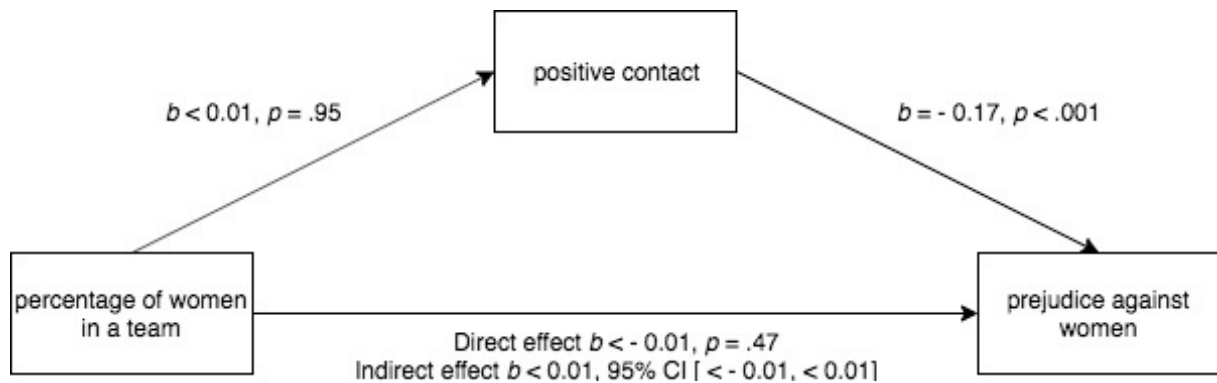 positive contact
b < 0.01, p = .95
b = - 0.17, p < .001
percentage of women
in a team
prejudice against
women
Direct effect b < - 0.01, p = .47
Indirect effect b < 0.01, 95% CI [ < - 0.01, < 0.01]